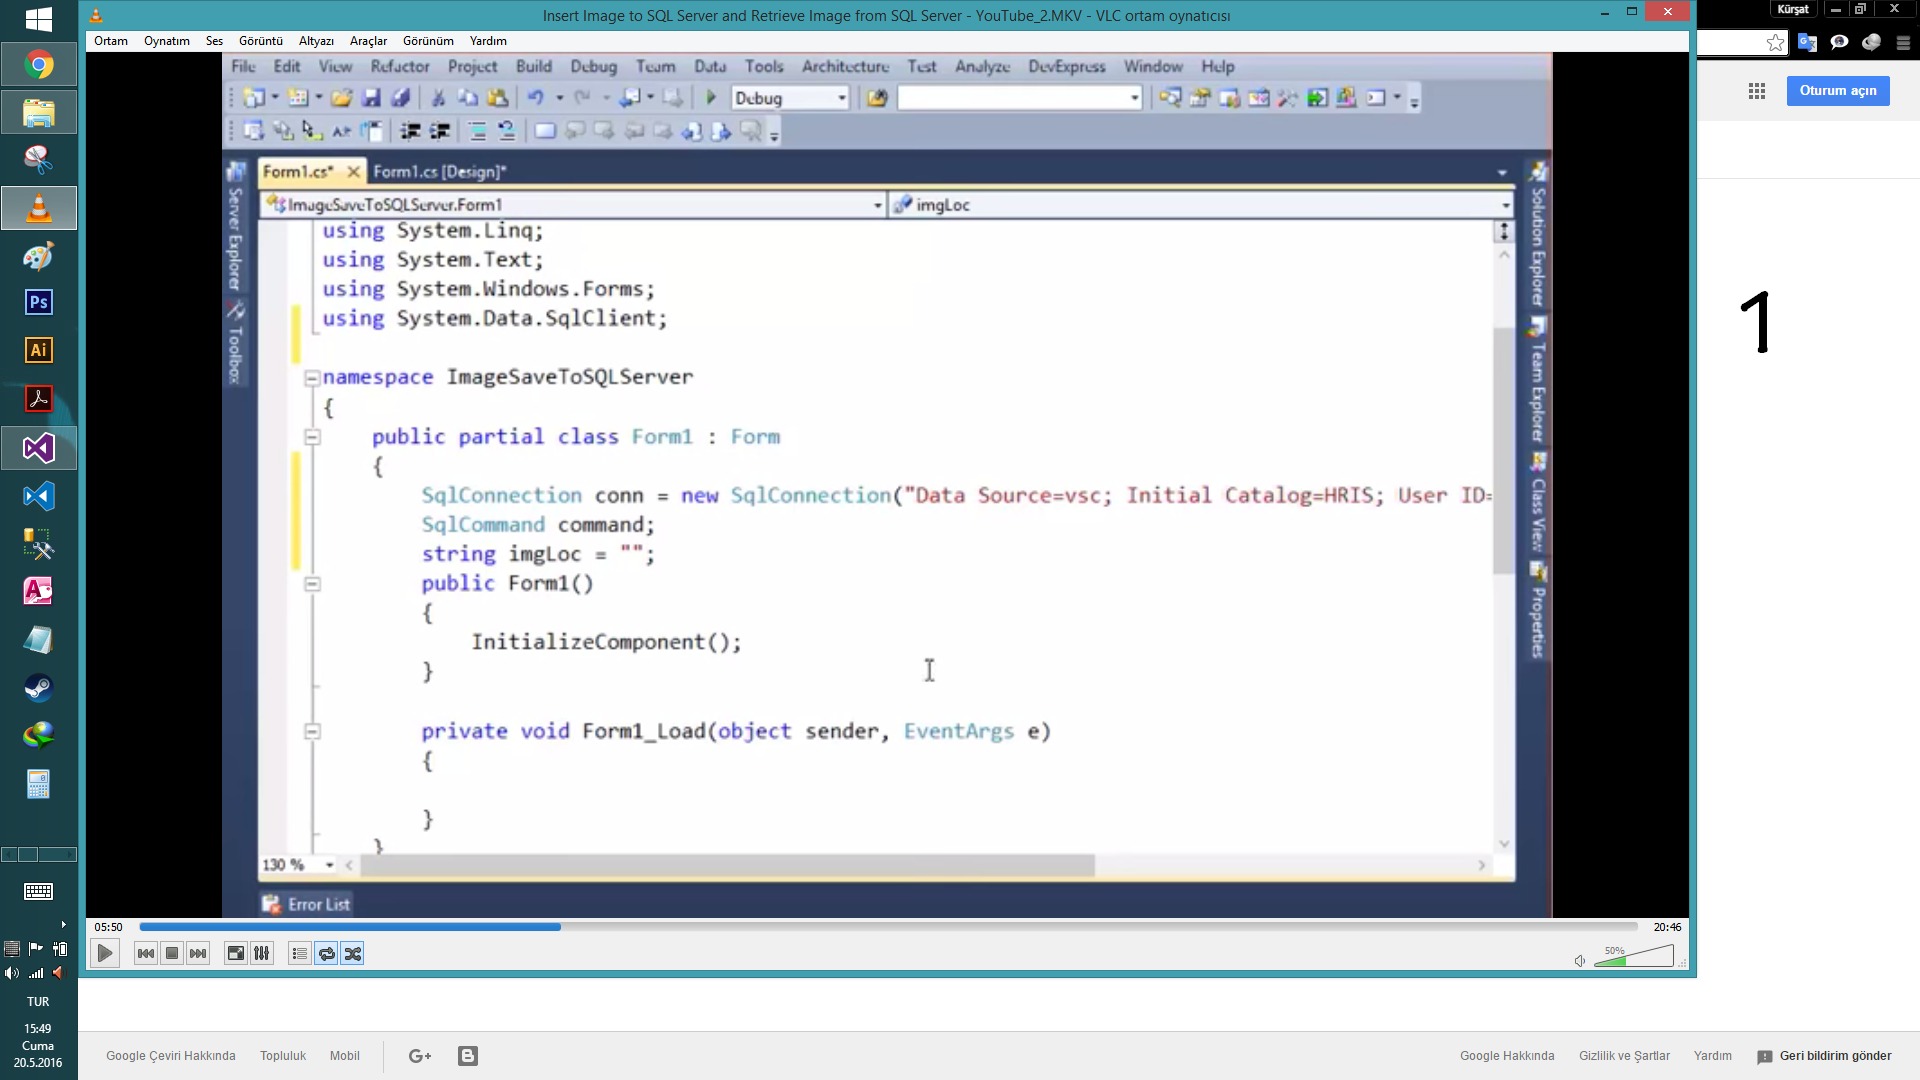 Insert Image to SQL Server and Retrieve Image from SQL Server - YouTube_2.MKV - VLC ortam oynatıcısı
Kürşat
Ortam Oynatım Ses Görüntü Altyazı Araçlar Görünüm Yardım
File Edit View Refactor Project Build Debug Team Data Tools Architecture Test Analyze DevExpress Window Help
Oturum açın
Debug
Form1.cs* Form1.cs [Design]*
ImageSaveToSQLServer.Form1 imgLoc
Server Explorer
Toolbox
using System.Linq;
using System.Text;
using System.Windows.Forms;
using System.Data.SqlClient;
namespace ImageSaveToSQLServer
{
public partial class Form1 : Form
{
SqlConnection conn = new SqlConnection("Data Source=vsc; Initial Catalog=HRIS; User ID=
SqlCommand command;
string imgLoc = "";
public Form1()
{
InitializeComponent();
}
private void Form1_Load(object sender, EventArgs e)
{
}
}
130 %
Error List
Solution Explorer
Team Explorer
Class View
Properties
1
05:50 20:46
50%
Ps
Ai
TUR
15:49
Cuma
20.5.2016
Google Çeviri Hakkında Topluluk Mobil G+ Google Hakkında Gizlilik ve Şartlar Yardım Geri bildirim gönder